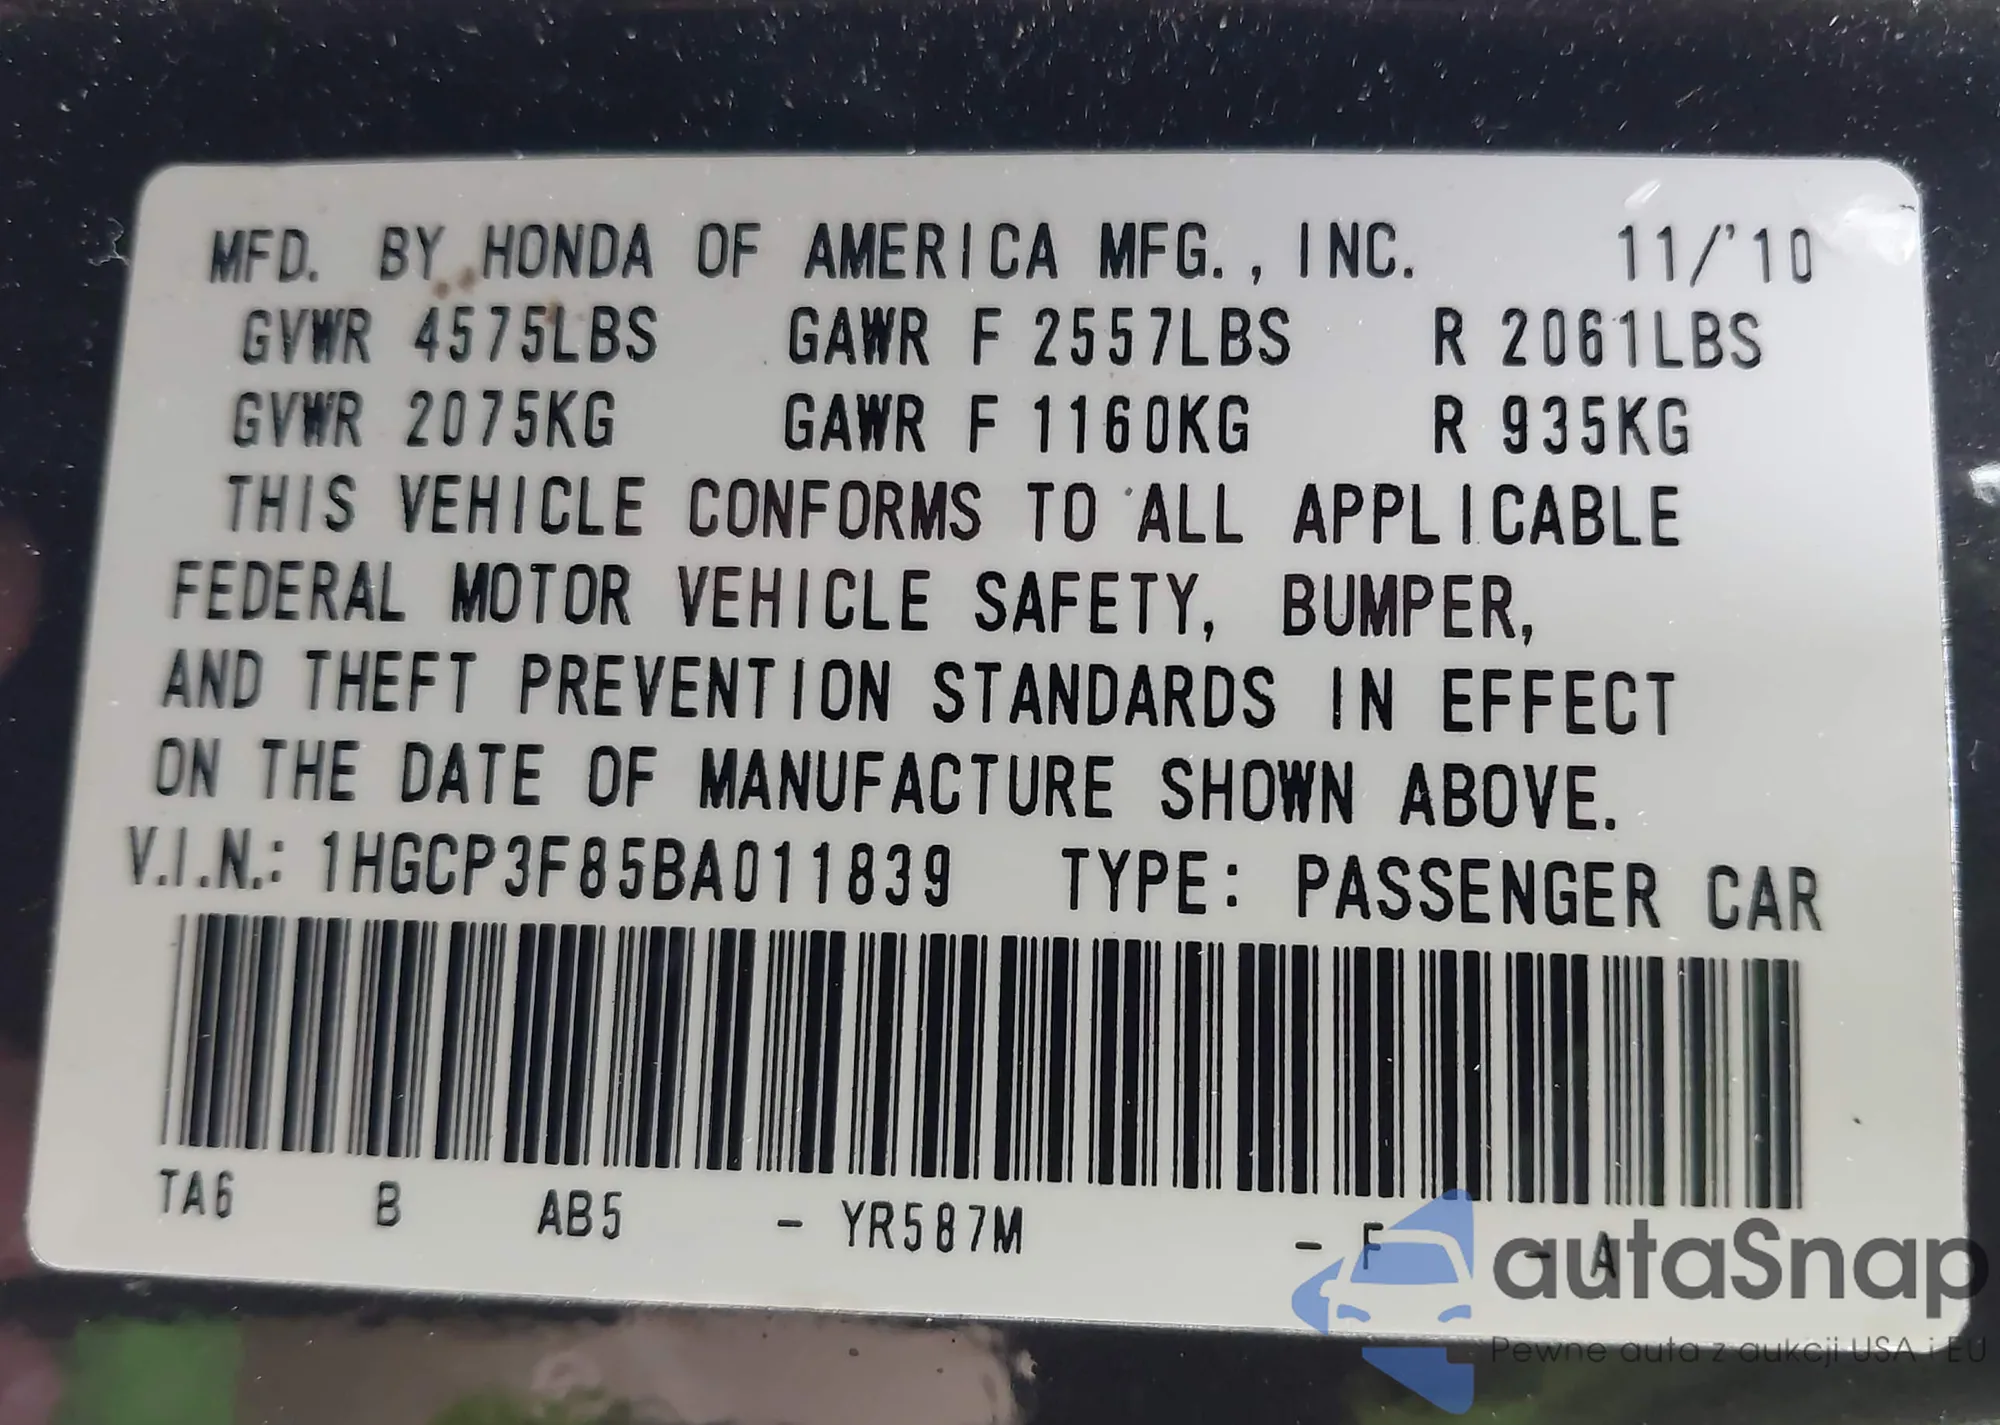 MFD. BY HONDA OF AMERICA MFG., INC. 11/'10
GVWR 4575LBS GAWR F 2557LBS R 2061LBS
GVWR 2075KG GAWR F 1160KG R 935KG
THIS VEHICLE CONFORMS TO ALL APPLICABLE
FEDERAL MOTOR VEHICLE SAFETY, BUMPER,
AND THEFT PREVENTION STANDARDS IN EFFECT
ON THE DATE OF MANUFACTURE SHOWN ABOVE.
V.I.N.: 1HGCP3F85BA011839 TYPE: PASSENGER CAR
TA6 B AB5 - YR587M - F - A
autaSnap
Pewne auta z aukcji USA i EU